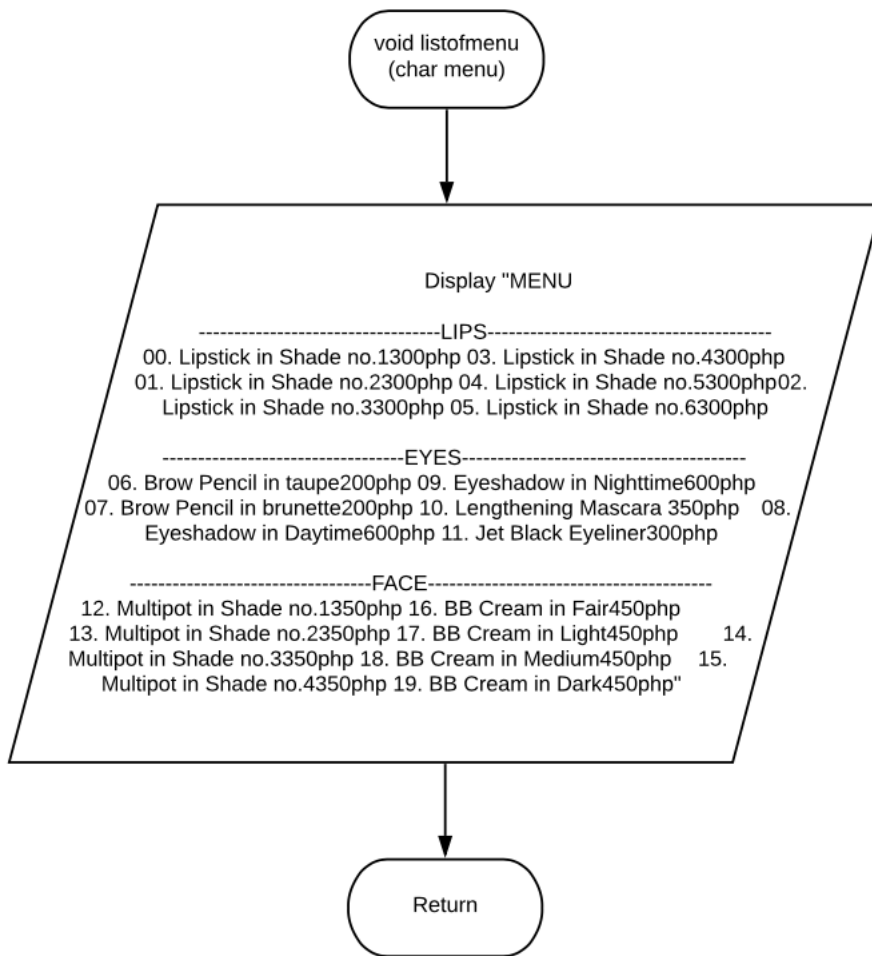 void listofmenu
(char menu)
Display "MENU
----------------------------------LIPS----------------------------------------
00. Lipstick in Shade no.1300php 03. Lipstick in Shade no.4300php
01. Lipstick in Shade no.2300php 04. Lipstick in Shade no.5300php02.
Lipstick in Shade no.3300php 05. Lipstick in Shade no.6300php
----------------------------------EYES----------------------------------------
06. Brow Pencil in taupe200php 09. Eyeshadow in Nighttime600php
07. Brow Pencil in brunette200php 10. Lengthening Mascara 350php 08.
Eyeshadow in Daytime600php 11. Jet Black Eyeliner300php
----------------------------------FACE----------------------------------------
12. Multipot in Shade no.1350php 16. BB Cream in Fair450php
13. Multipot in Shade no.2350php 17. BB Cream in Light450php 14.
Multipot in Shade no.3350php 18. BB Cream in Medium450php 15.
Multipot in Shade no.4350php 19. BB Cream in Dark450php"
Return